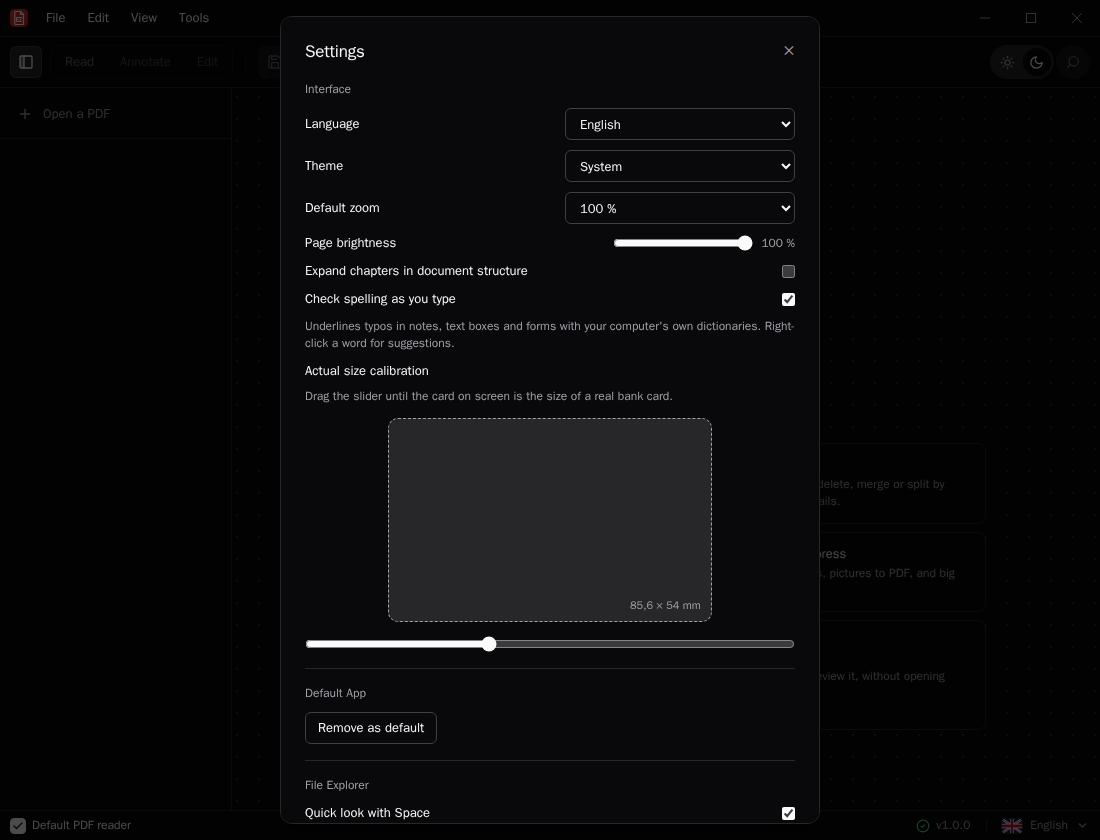 File Edit View Tools
Read Annotate Edit
Open a PDF
Settings
Interface
Language English
Theme System
Default zoom 100 %
Page brightness 100 %
Expand chapters in document structure
Check spelling as you type
Underlines typos in notes, text boxes and forms with your computer's own dictionaries. Right-
click a word for suggestions.
Actual size calibration
Drag the slider until the card on screen is the size of a real bank card.
85,6 × 54 mm
Default App
Remove as default
File Explorer
Quick look with Space
delete, merge or split by
pictures to PDF, and big
without opening
Default PDF reader
v1.0.0 English